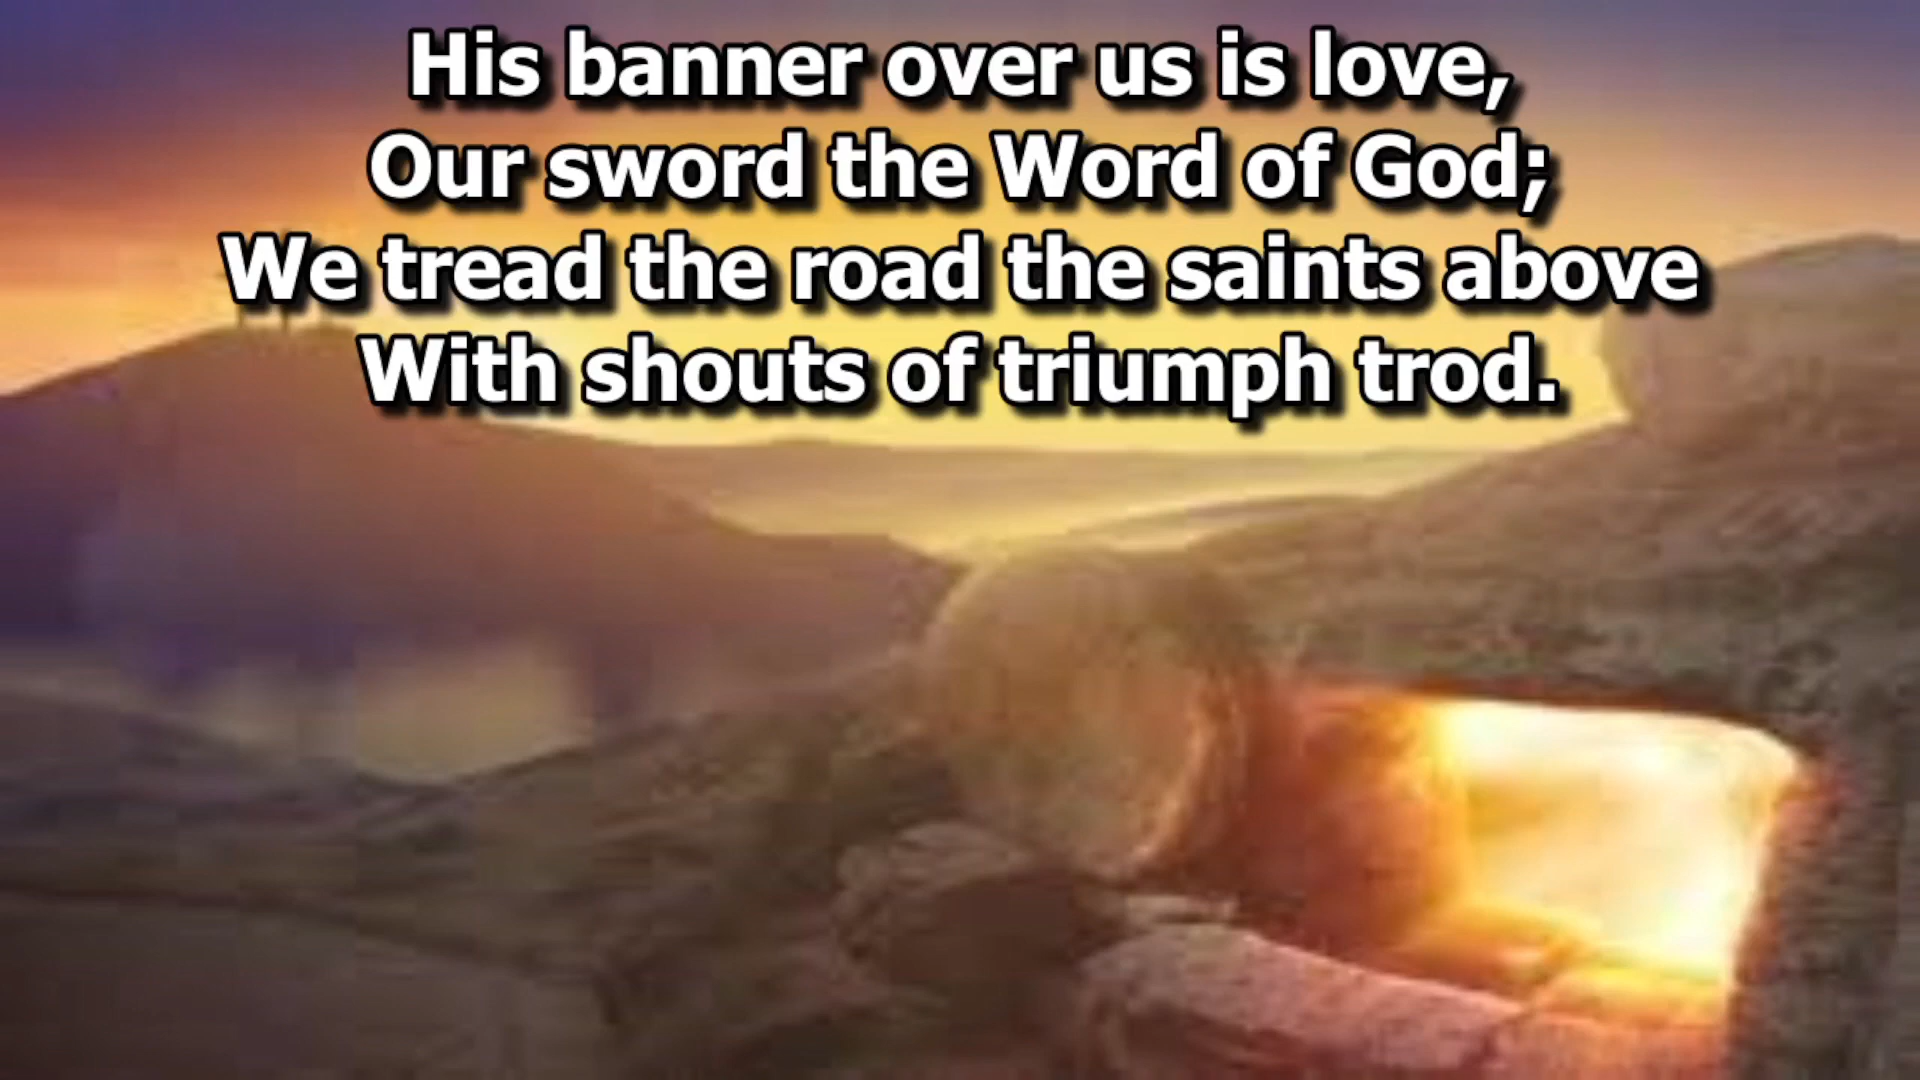 His banner over us is love,
Our sword the Word of God;
We tread the road the saints above
With shouts of triumph trod.